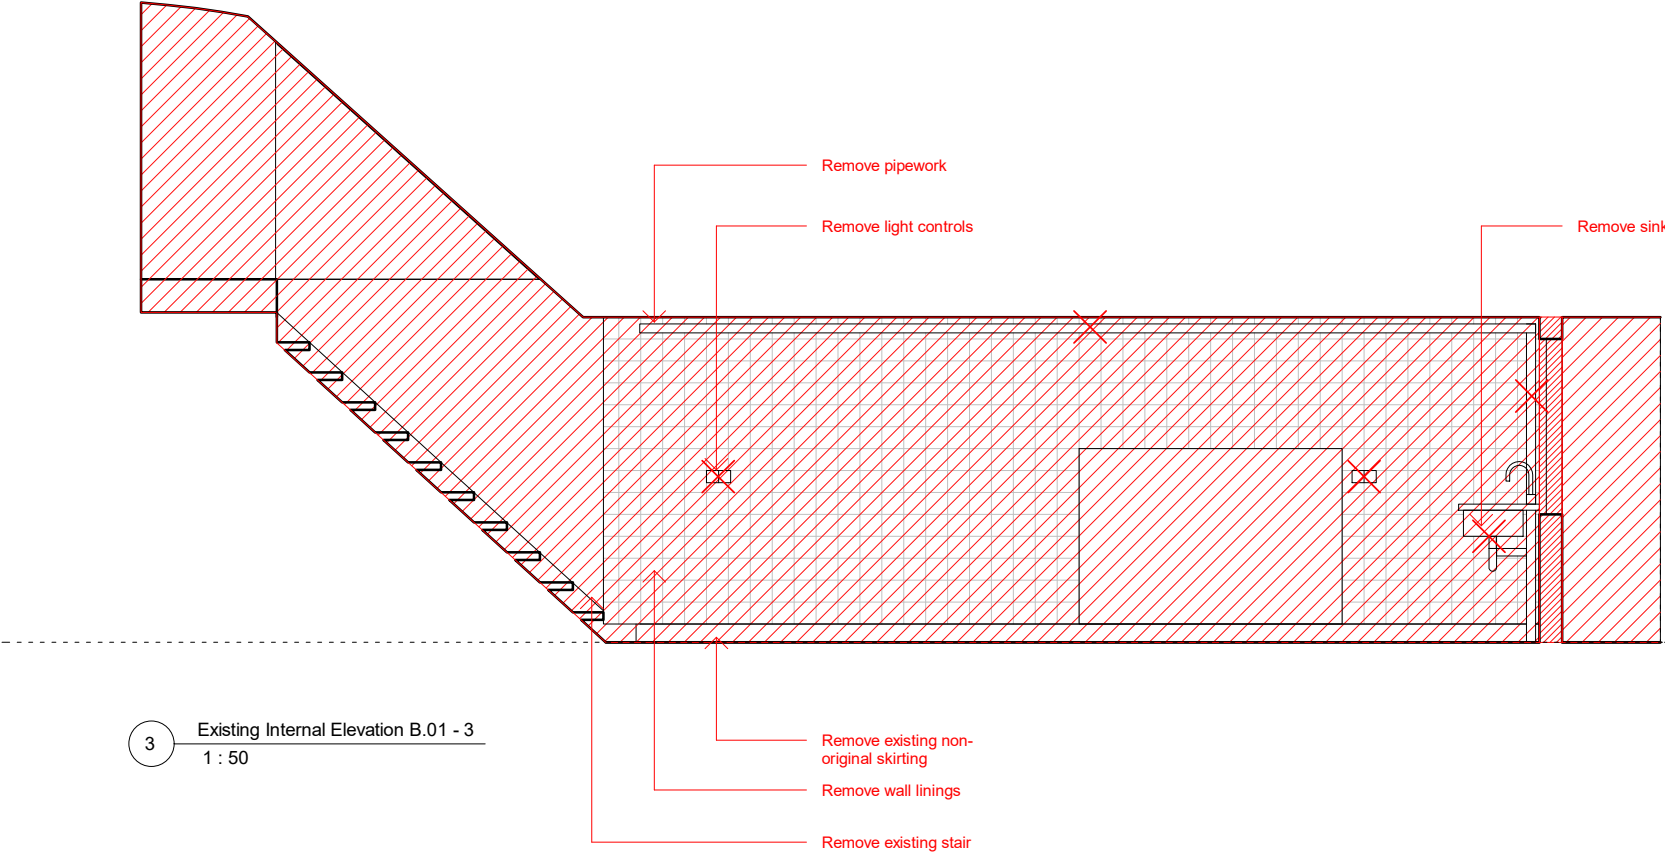 Remove pipework
Remove light controls
Remove sink
3
Existing Internal Elevation B.01 - 3
1 : 50
Remove existing non-
original skirting
Remove wall linings
Remove existing stair